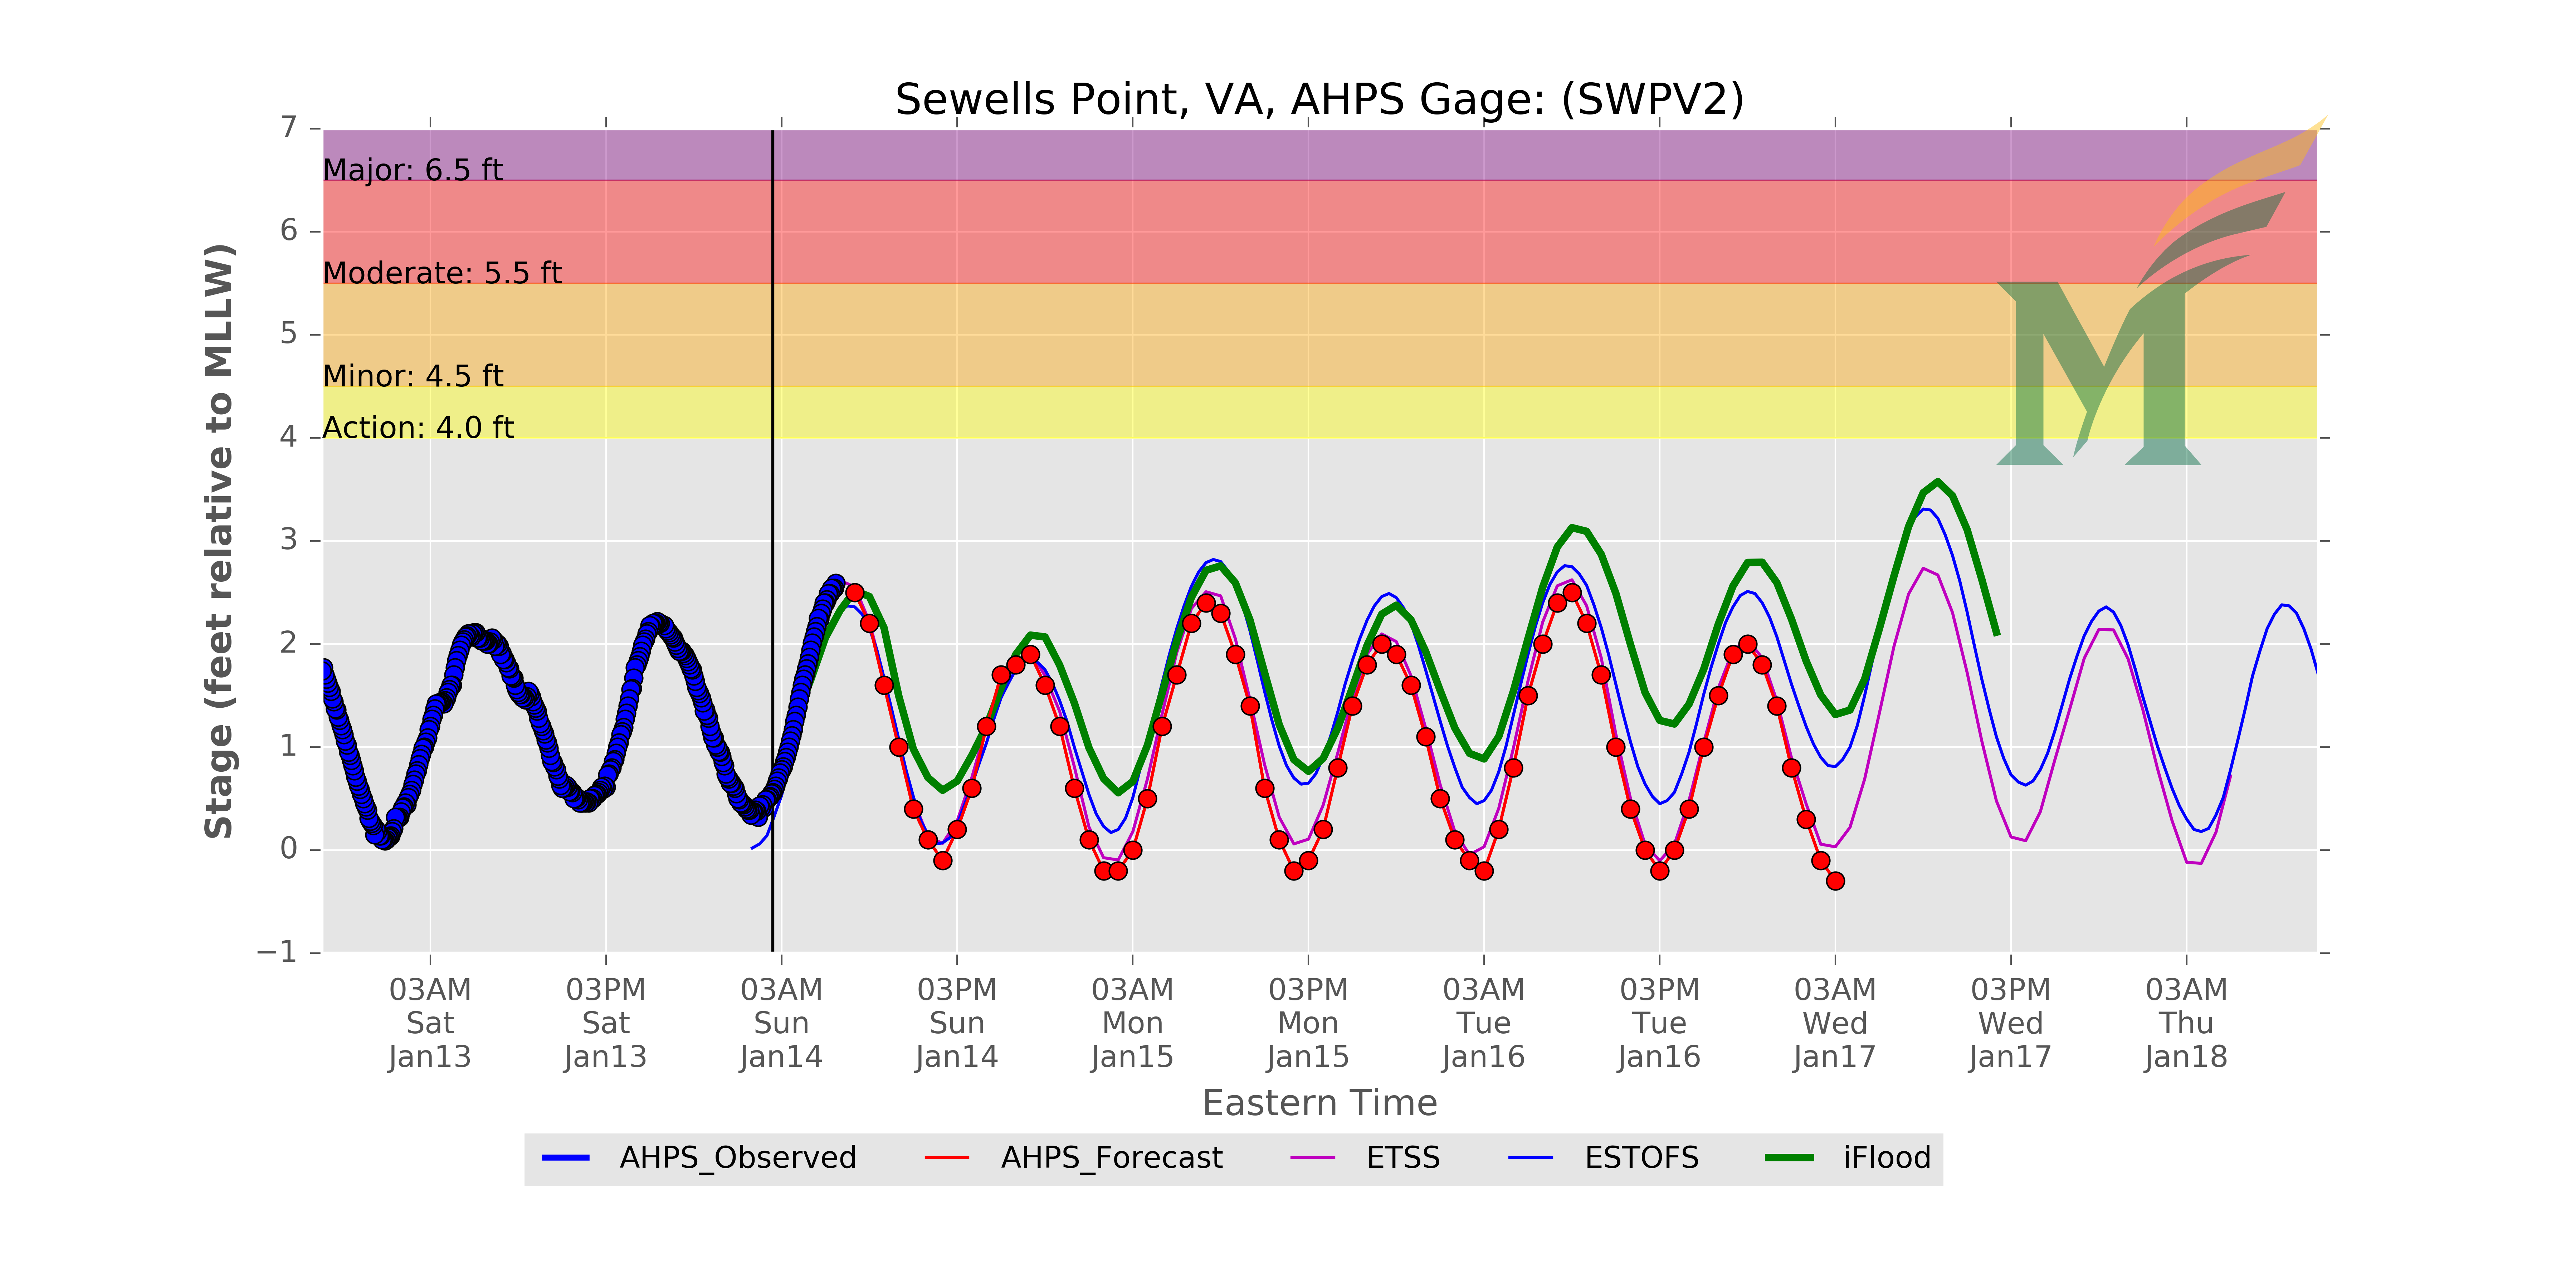 Sewells Point, VA, AHPS Gage: (SWPV2)
7
Major: 6.5 ft
6
Moderate: 5.5 ft
5
Minor: 4.5 ft
Action: 4.0 ft
4
3
2
1
0
−1
Stage (feet relative to MLLW)
03AM 03PM 03AM 03PM 03AM 03PM 03AM 03PM 03AM 03PM 03AM
Sat Sat Sun Sun Mon Mon Tue Tue Wed Wed Thu
Jan13 Jan13 Jan14 Jan14 Jan15 Jan15 Jan16 Jan16 Jan17 Jan17 Jan18
Eastern Time
AHPS_Observed AHPS_Forecast ETSS ESTOFS iFlood
M